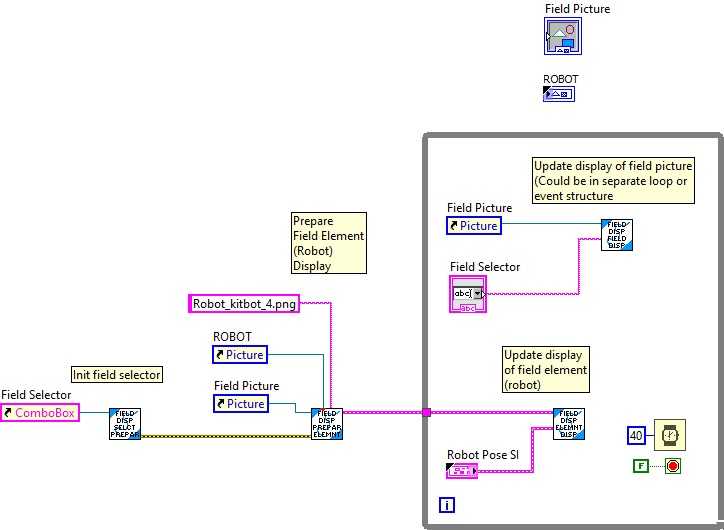 Field Picture
ROBOT
Update display of field picture
(Could be in separate loop or
event structure
Field Picture
Picture
FIELD
DISP
FIELD
DISP
Prepare
Field Element
(Robot)
Display
Field Selector
abc
abc
Robot_kitbot_4.png
ROBOT
Picture
Update display
of field element
(robot)
Init field selector
Field Picture
Picture
Field Selector
ComboBox
FIELD
DISP
SELCT
PREPAR
FIELD
DISP
PREPAR
ELEMNT
FIELD
DISP
ELEMNT
DISP
40
Robot Pose SI
F
i